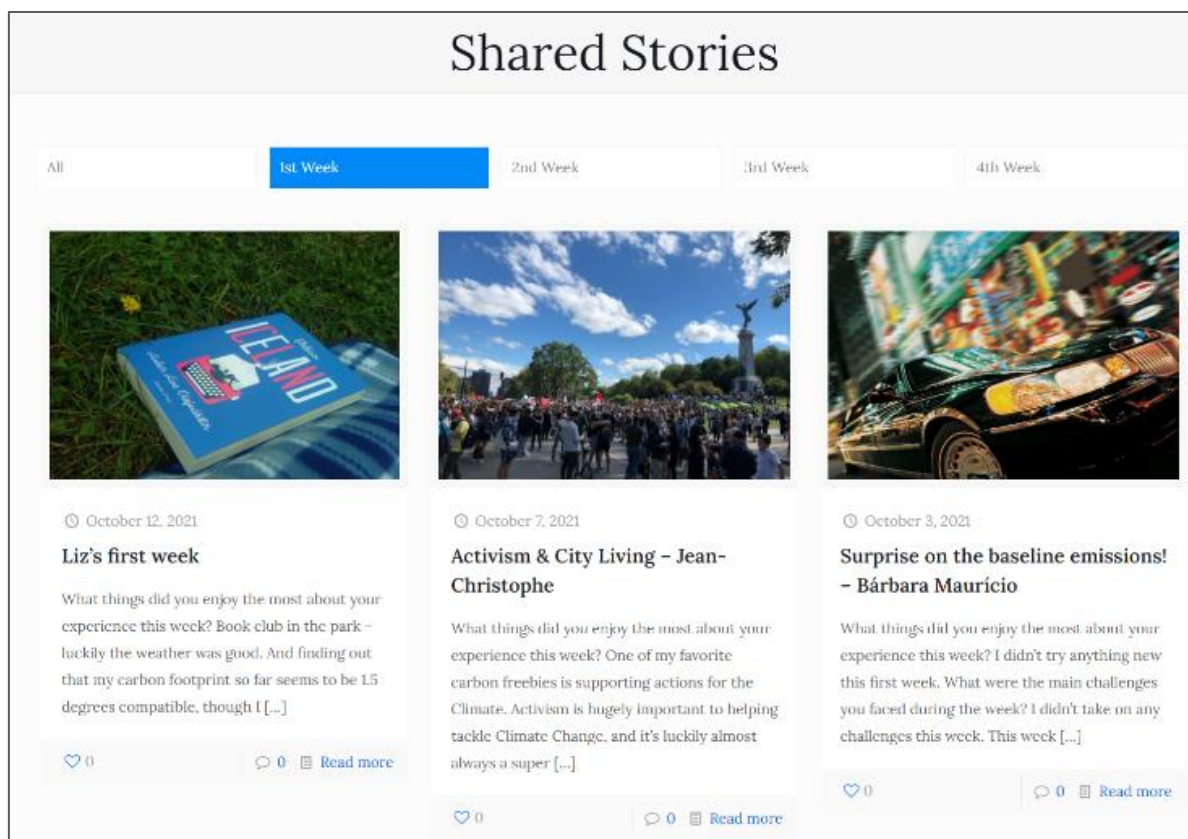 Shared Stories
All
1st Week
2nd Week
3rd Week
4th Week
ICELAND
October 12, 2021
Liz's first week
What things did you enjoy the most about your
experience this week? Book club in the park –
luckily the weather was good. And finding out
that my carbon footprint so far seems to be 1.5
degrees compatible, though I [...]
0
0
Read more
October 7, 2021
Activism & City Living – Jean-
Christophe
What things did you enjoy the most about your
experience this week? One of my favorite
carbon freebies is supporting actions for the
Climate. Activism is hugely important to helping
tackle Climate Change, and it's luckily almost
always a super [...]
0
0
Read more
October 3, 2021
Surprise on the baseline emissions!
– Bárbara Maurício
What things did you enjoy the most about your
experience this week? I didn't try anything new
this first week. What were the main challenges
you faced during the week? I didn't take on any
challenges this week. This week [...]
0
0
Read more